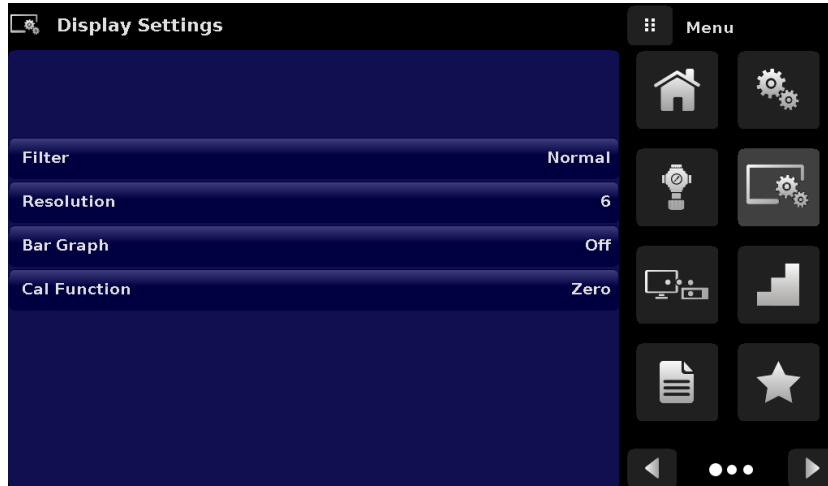 Display Settings
Menu
Filter Normal
Resolution 6
Bar Graph Off
Cal Function Zero